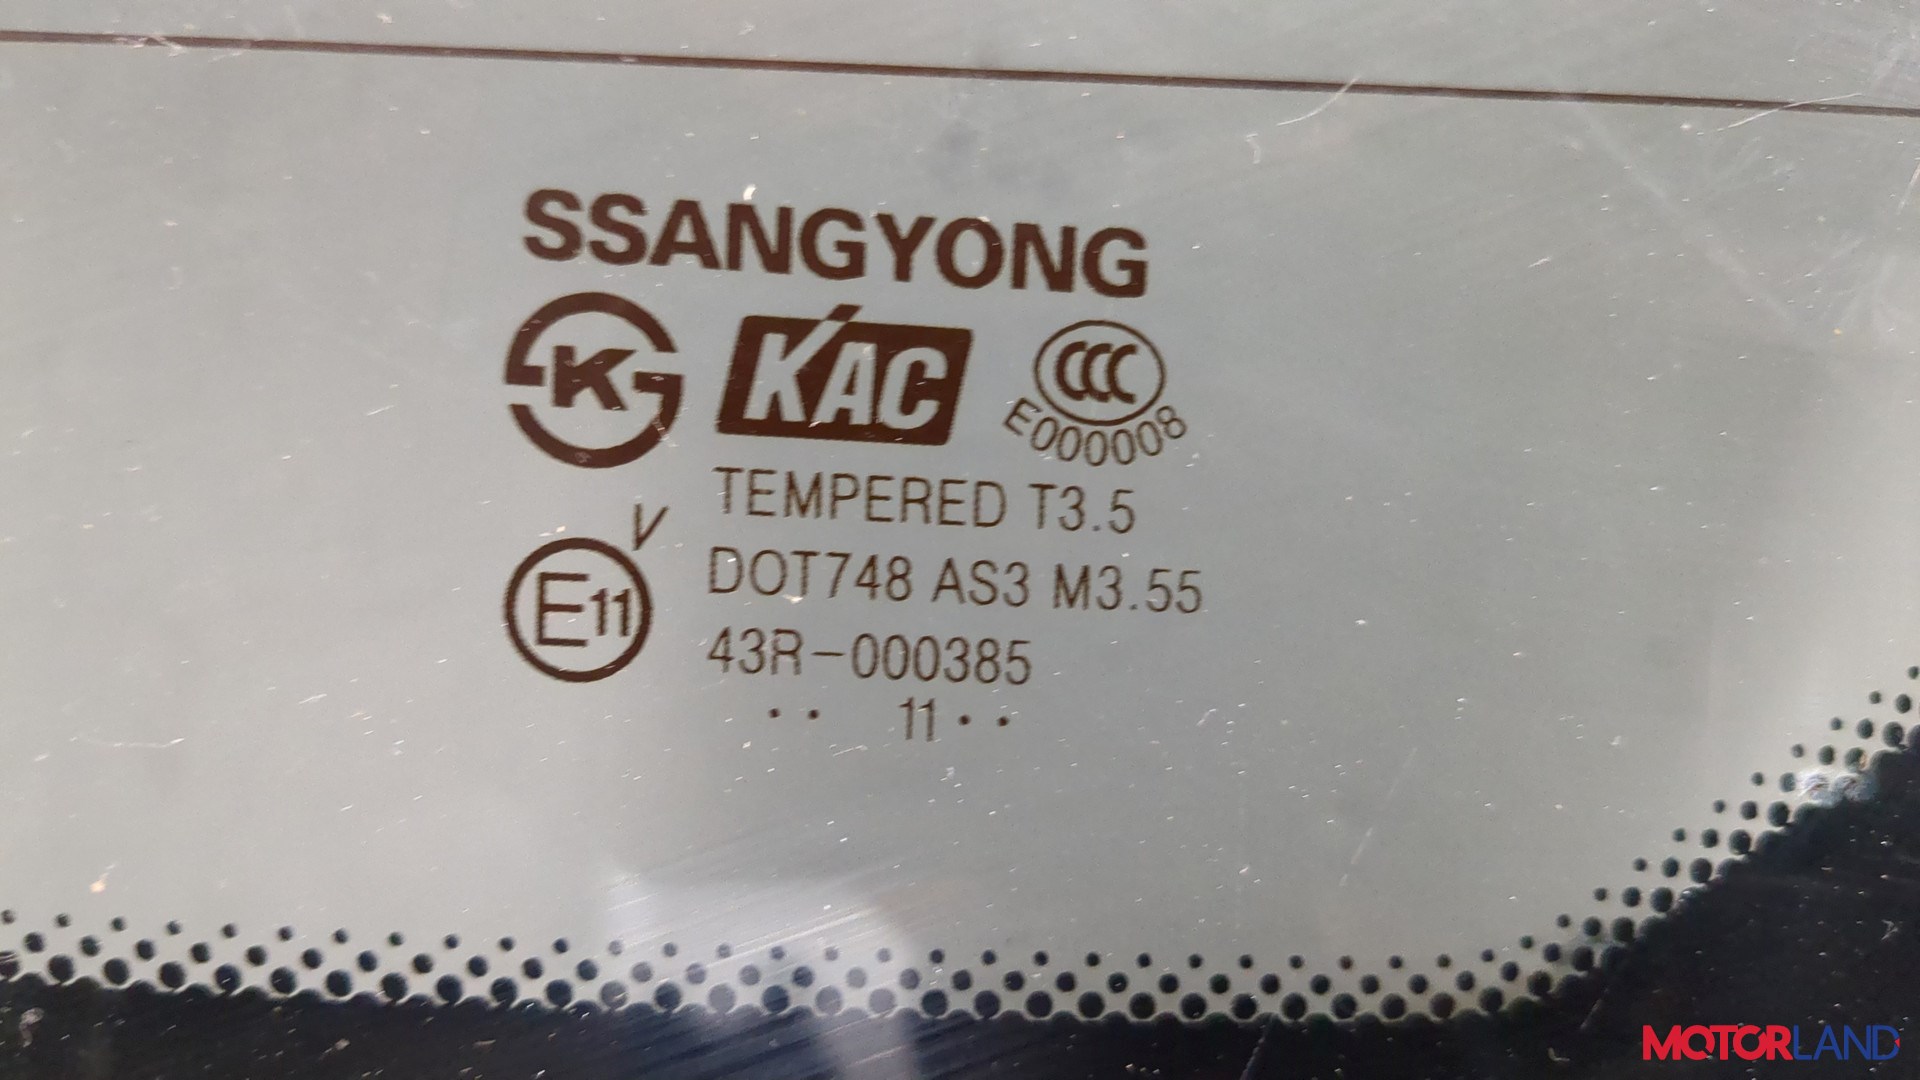 SSANGYONG
K KAC CCC
E000008
TEMPERED T3.5
V
E11 DOT748 AS3 M3.55
43R-000385
·· 11··
MOTORLAND